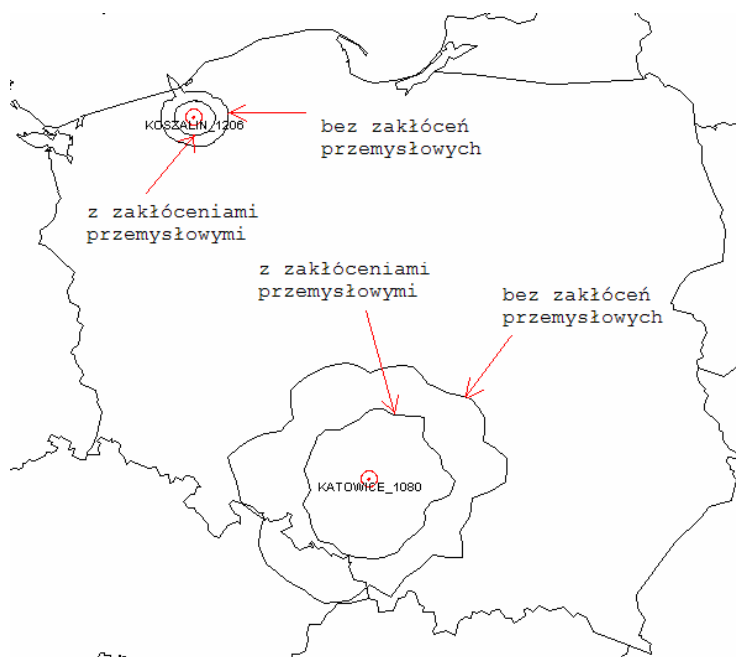 KOSZALIN_1206
bez zakłóceń
przemysłowych
z zakłóceniami
przemysłowymi
z zakłóceniami
przemysłowymi
bez zakłóceń
przemysłowych
KATOWICE_1080